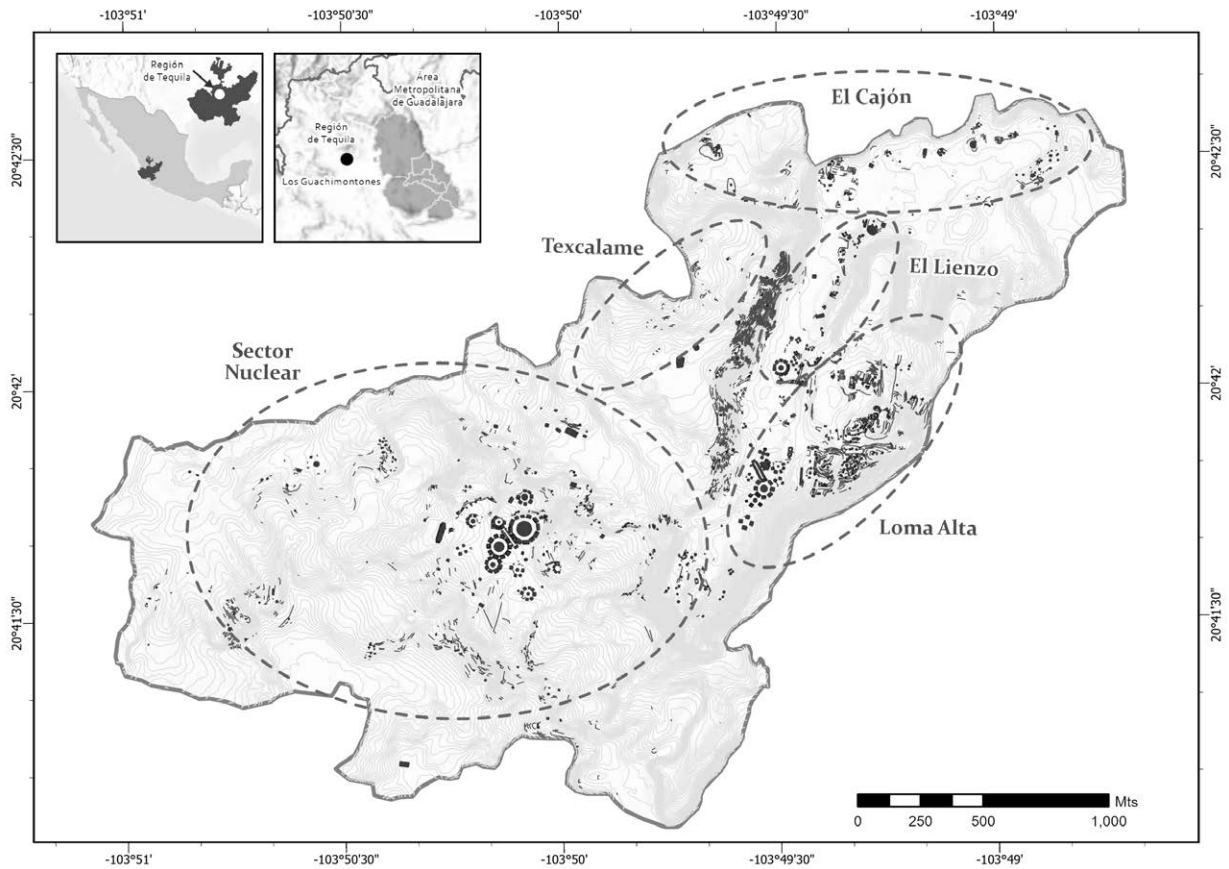 -103°51'
-103°50'30"
-103°50'
-103°49'30"
-103°49'
Región
de Tequila
Área
Metropolitana
de Guadalajara
Región
de Tequila
Los Guachimontones
El Cajón
20°42'30"
20°42'30"
Texcalame
El Lienzo
Sector
Nuclear
20°42'
20°42'
Loma Alta
20°41'30"
20°41'30"
Mts
0 250 500 1,000
-103°51'
-103°50'30"
-103°50'
-103°49'30"
-103°49'